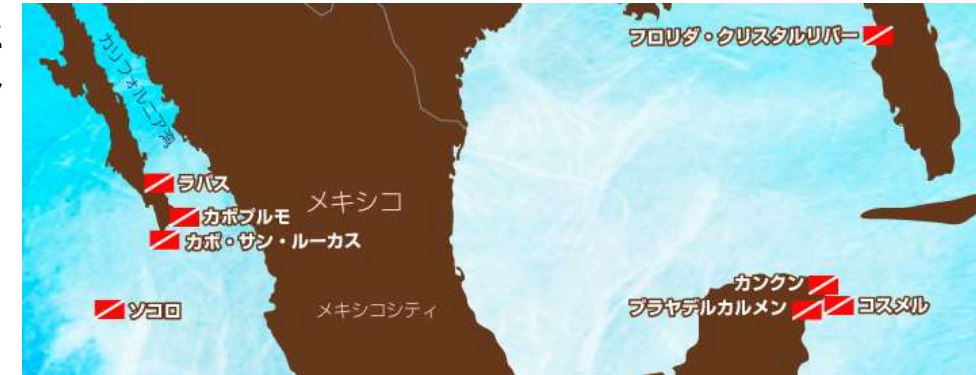 フロリダ・クリスタルリバー
カリフォルニア湾
ラパス
メキシコ
カボプルモ
カボ・サン・ルーカス
カンクン
ソコロ
メキシコシティ
プラヤデルカルメン
コスメル